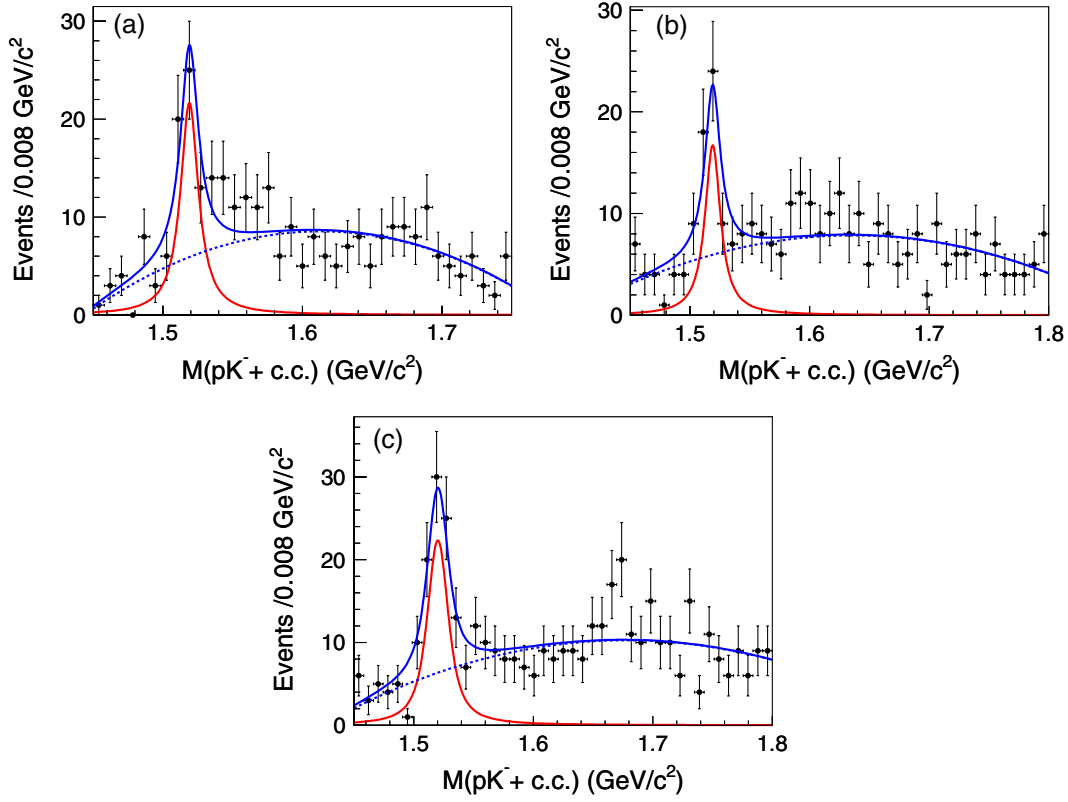 (a)
Events /0.008 GeV/c²
30
20
10
0
1.5 1.6 1.7
M(pK⁻+ c.c.) (GeV/c²)
(b)
Events /0.008 GeV/c²
30
20
10
0
1.5 1.6 1.7 1.8
M(pK⁻+ c.c.) (GeV/c²)
(c)
Events /0.008 GeV/c²
30
20
10
0
1.5 1.6 1.7 1.8
M(pK⁻+ c.c.) (GeV/c²)